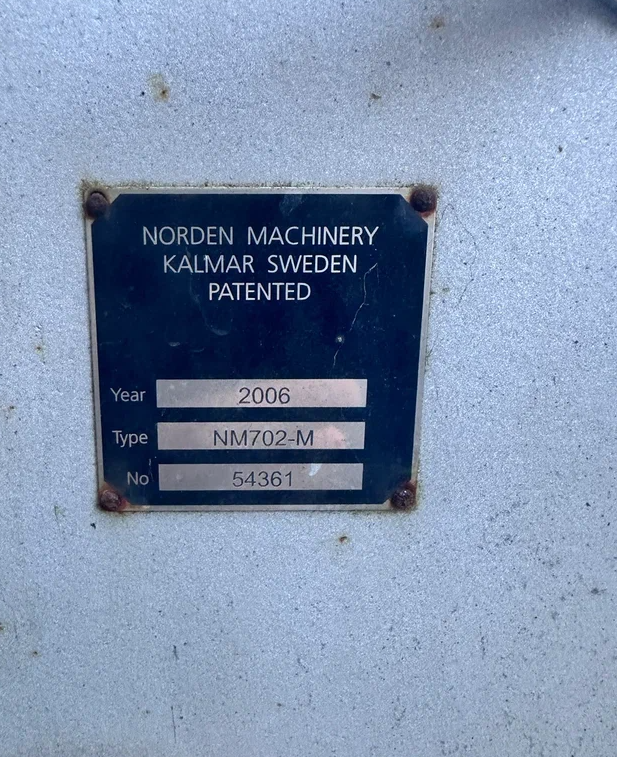 NORDEN MACHINERY
KALMAR SWEDEN
PATENTED
Year 2006
Type NM702-M
No 54361